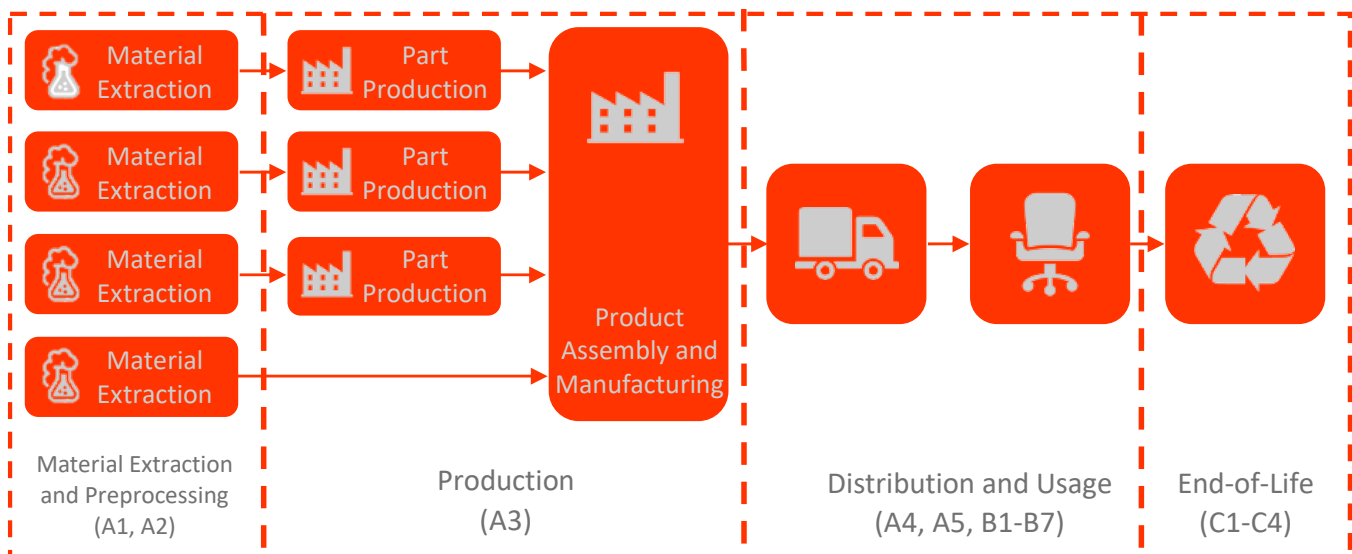 Material
Extraction
Part
Production
Material
Extraction
Part
Production
Material
Extraction
Part
Production
Material
Extraction
Product
Assembly and
Manufacturing
Material Extraction
and Preprocessing
(A1, A2)
Production
(A3)
Distribution and Usage
(A4, A5, B1-B7)
End-of-Life
(C1-C4)